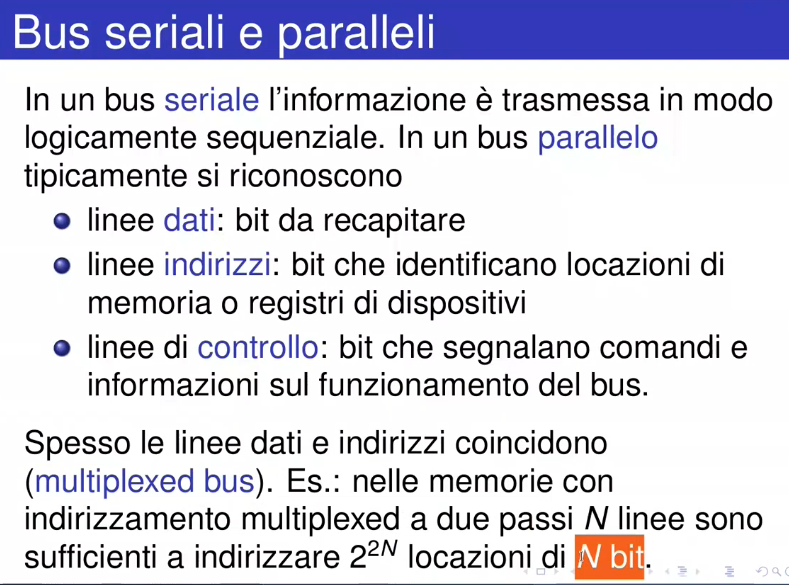 Bus seriali e paralleli
In un bus seriale l'informazione è trasmessa in modo
logicamente sequenziale. In un bus parallelo
tipicamente si riconoscono
linee dati: bit da recapitare
linee indirizzi: bit che identificano locazioni di
memoria o registri di dispositivi
linee di controllo: bit che segnalano comandi e
informazioni sul funzionamento del bus.
Spesso le linee dati e indirizzi coincidono
(multiplexed bus). Es.: nelle memorie con
indirizzamento multiplexed a due passi N linee sono
sufficienti a indirizzare 2^{2N} locazioni di N bit.